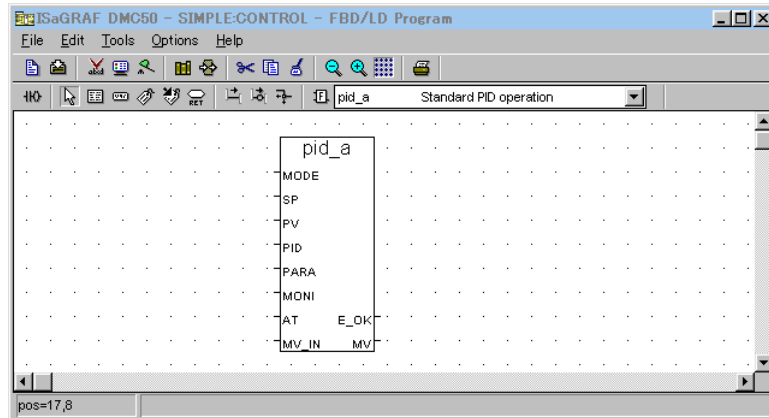 ISaGRAF DMC50 - SIMPLE:CONTROL - FBD/LD Program
File Edit Tools Options Help
RET pid_a Standard PID operation
pid_a
MODE
SP
PV
PID
PARA
MONI
AT E_OK
MV_IN MV
pos=17,8